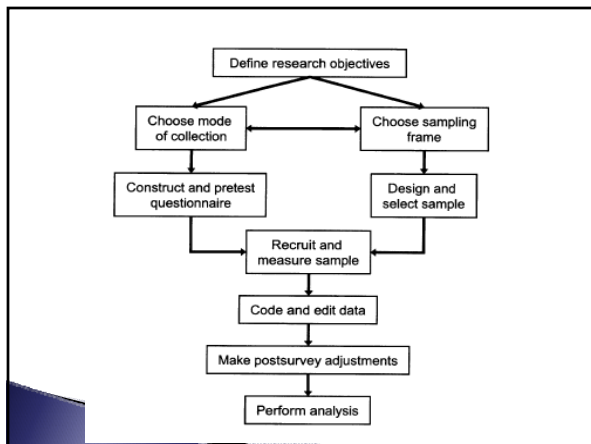 Define research objectives
Choose mode
of collection
Choose sampling
frame
Construct and pretest
questionnaire
Design and
select sample
Recruit and
measure sample
Code and edit data
Make postsurvey adjustments
Perform analysis